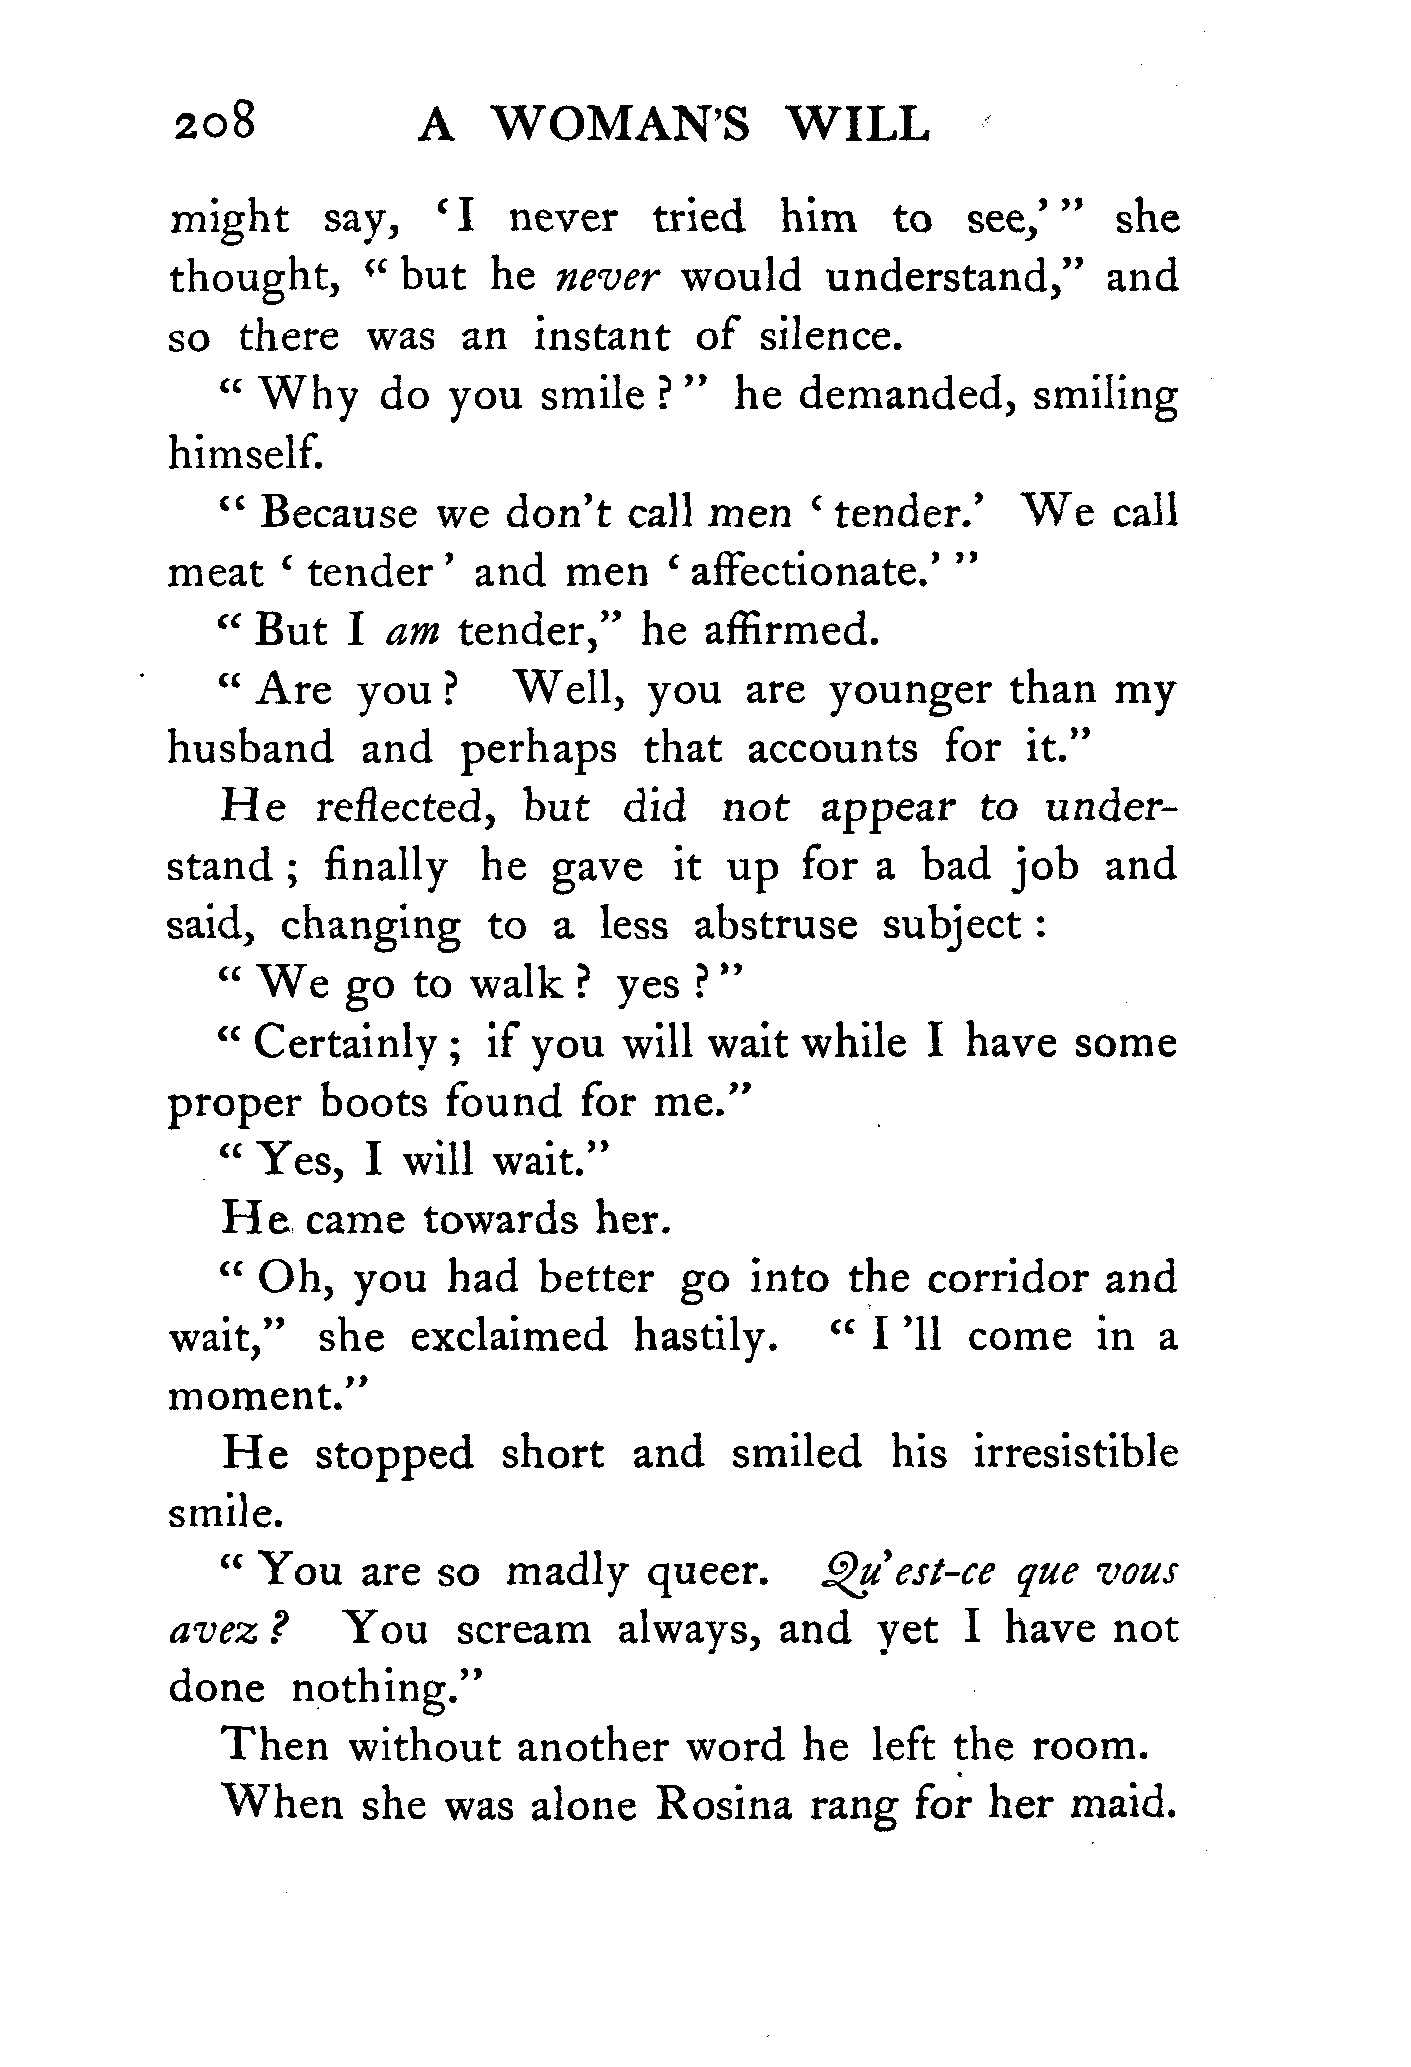 208 A WOMAN'S WILL
might say, ‘I never tried him to see,’” she
thought, “but he never would understand,” and
so there was an instant of silence.
“Why do you smile?” he demanded, smiling
himself.
“Because we don't call men ‘tender.’ We call
meat ‘tender’ and men ‘affectionate.’”
“But I am tender,” he affirmed.
“Are you? Well, you are younger than my
husband and perhaps that accounts for it.”
He reflected, but did not appear to under-
stand; finally he gave it up for a bad job and
said, changing to a less abstruse subject:
“We go to walk? yes?”
“Certainly; if you will wait while I have some
proper boots found for me.”
“Yes, I will wait.”
He came towards her.
“Oh, you had better go into the corridor and
wait,” she exclaimed hastily. “I'll come in a
moment.”
He stopped short and smiled his irresistible
smile.
“You are so madly queer. Qu'est-ce que vous
avez? You scream always, and yet I have not
done nothing.”
Then without another word he left the room.
When she was alone Rosina rang for her maid.